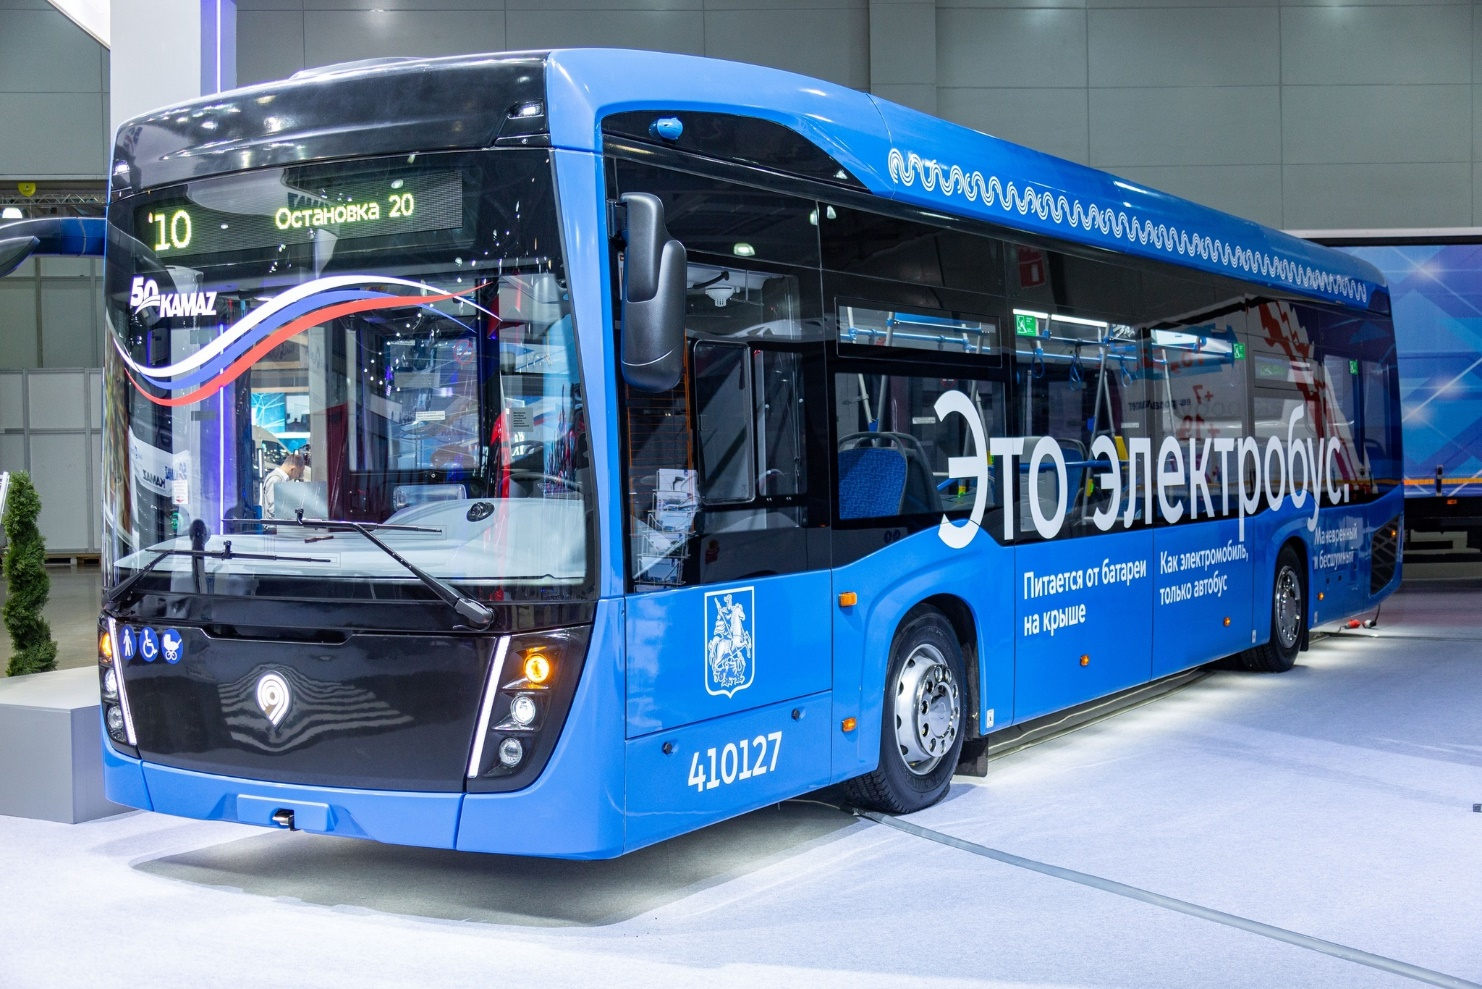 10
Остановка 20
50
KAMAZ
Это электробус.
Питается от батареи
на крыше
Как электромобиль,
только автобус
Маневренный
и бесшумный
410127